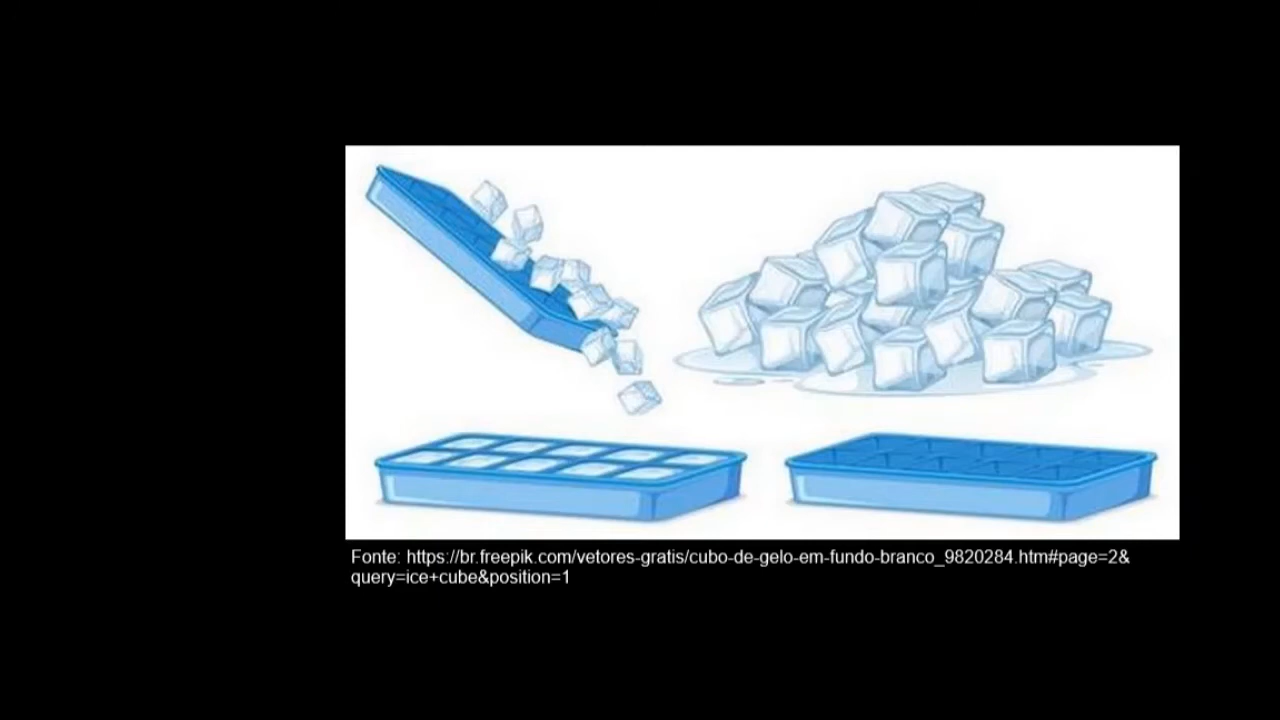 Fonte: https://br.freepik.com/vetores-gratis/cubo-de-gelo-em-fundo-branco_9820284.htm#page=2&
query=ice+cube&position=1